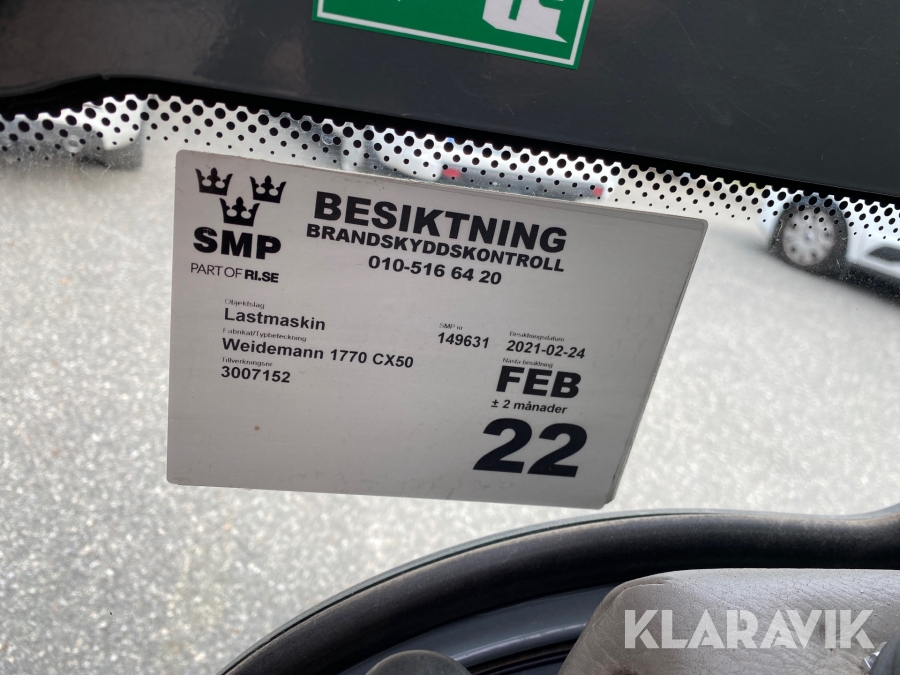 SMP
PART OF RI.SE
BESIKTNING
BRANDSKYDDSKONTROLL
010-516 64 20
Objektslag
Lastmaskin
Fabrikat/Typbeteckning
Weidemann 1770 CX50
Tillverkningsnr
3007152
SMP nr
149631
Besiktningsdatum
2021-02-24
Nästa besiktning
FEB
± 2 månader
22
KLARAVIK